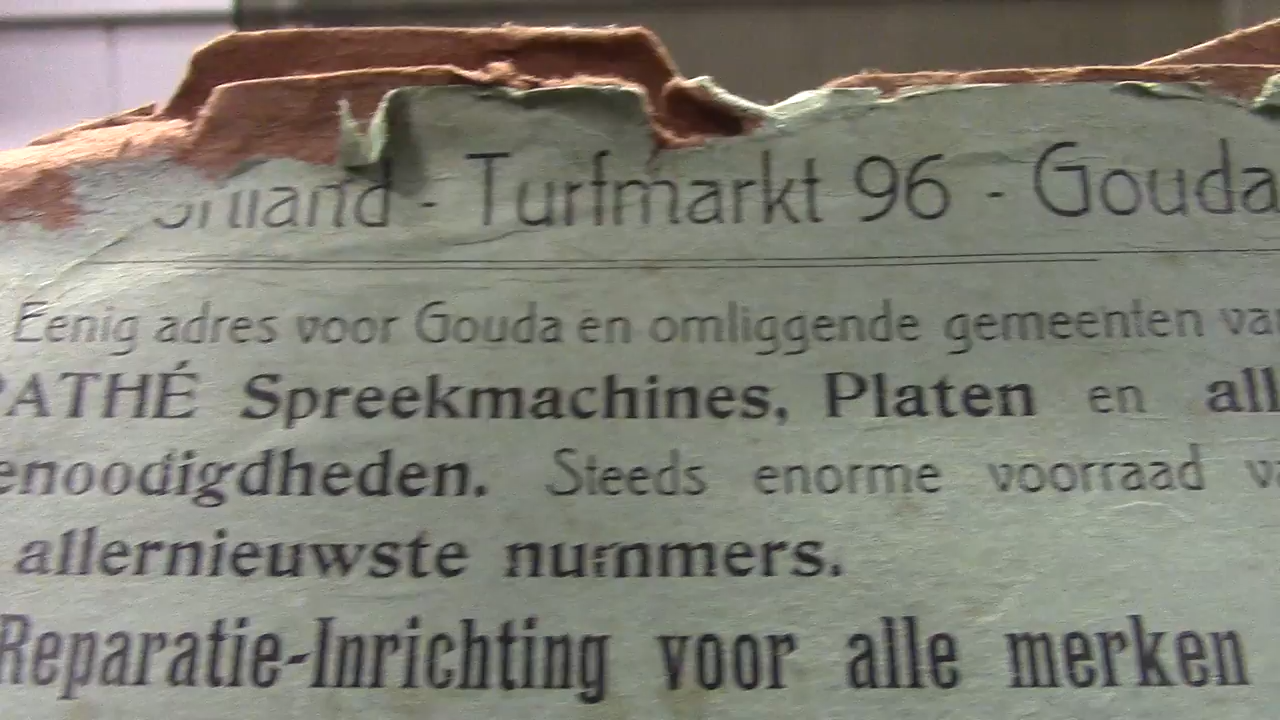 - Turfmarkt 96 - Gouda
Eenig adres voor Gouda en omliggende gemeenten
PATHÉ Spreekmachines, Platen en
Steeds enorme voorraad
allernieuwste nummers.
Reparatie-Inrichting voor alle merken